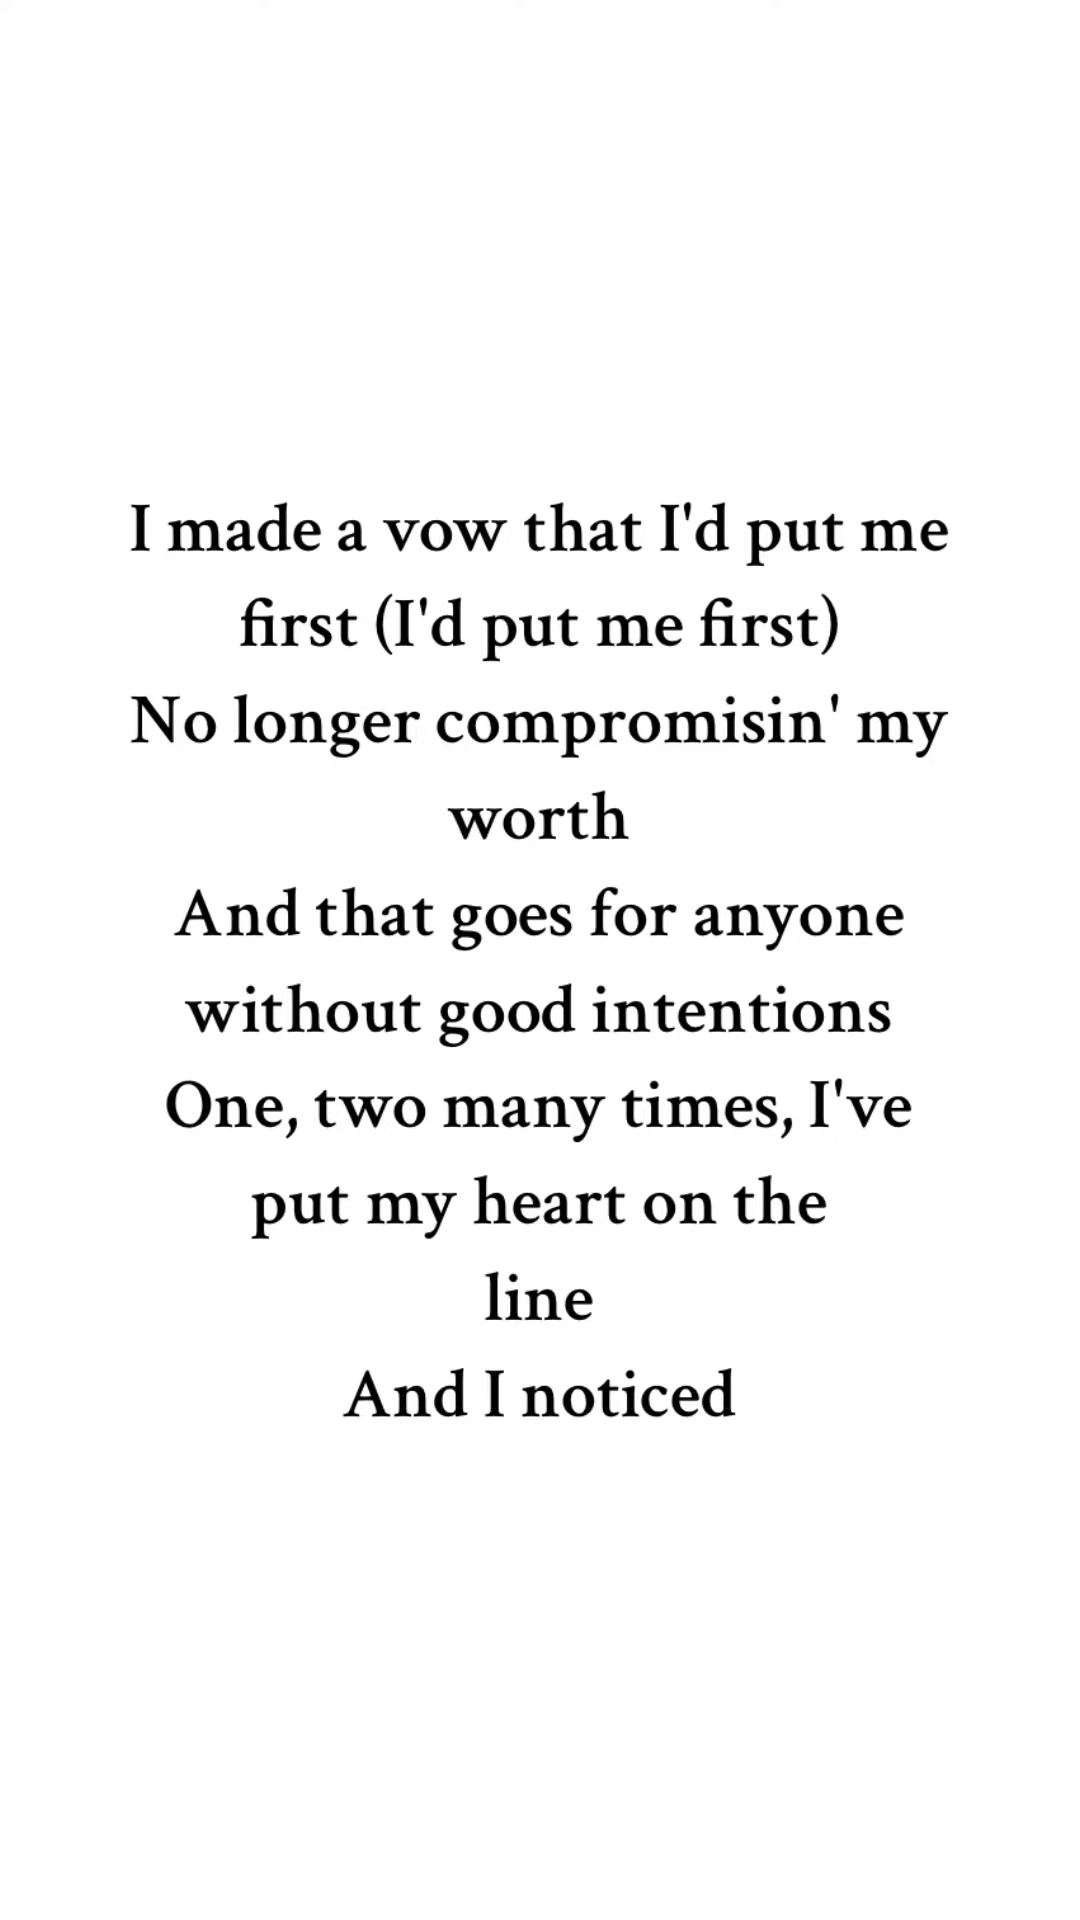 I made a vow that I'd put me
first (I'd put me first)
No longer compromisin' my
worth
And that goes for anyone
without good intentions
One, two many times, I've
put my heart on the
line
And I noticed